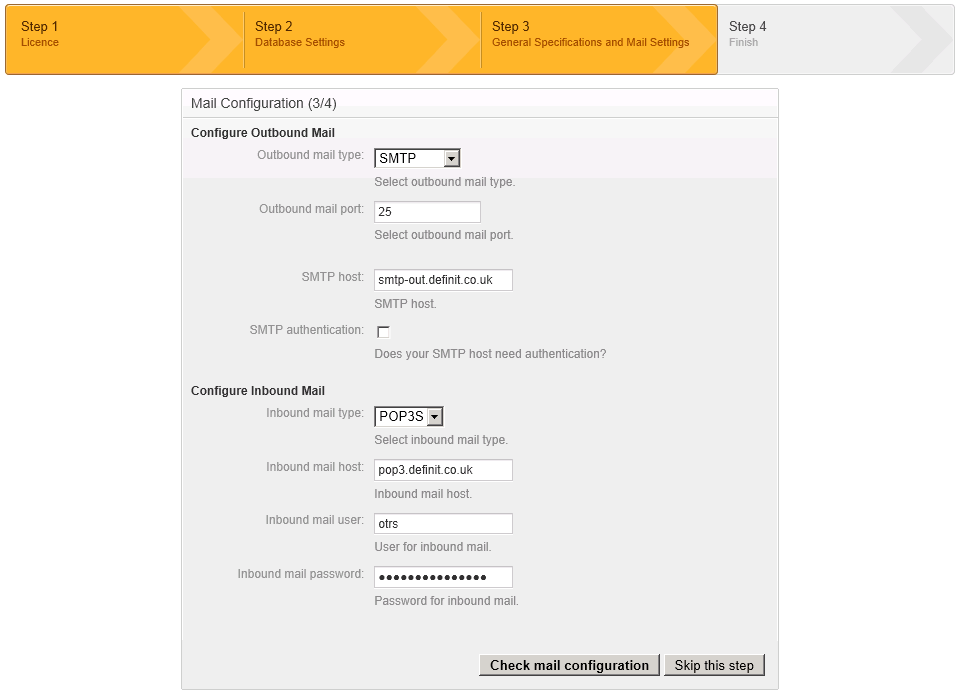 Step 1
Licence
Step 2
Database Settings
Step 3
General Specifications and Mail Settings
Step 4
Finish
Mail Configuration (3/4)
Configure Outbound Mail
Outbound mail type: SMTP
Select outbound mail type.
Outbound mail port: 25
Select outbound mail port.
SMTP host: smtp-out.definit.co.uk
SMTP host.
SMTP authentication:
Does your SMTP host need authentication?
Configure Inbound Mail
Inbound mail type: POP3S
Select inbound mail type.
Inbound mail host: pop3.definit.co.uk
Inbound mail host.
Inbound mail user: otrs
User for inbound mail.
Inbound mail password: ●●●●●●●●●●●●●●●
Password for inbound mail.
Check mail configuration Skip this step